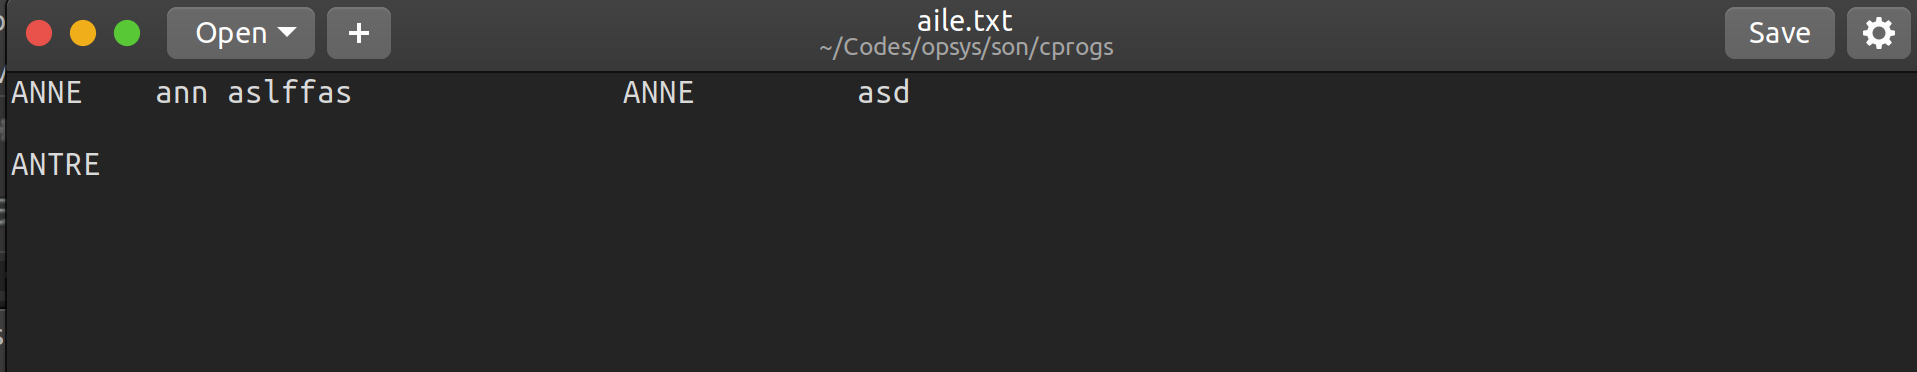 aile.txt
Open + ~/Codes/opsys/son/cprogs Save
ANNE    ann aslffas               ANNE         asd
ANTRE